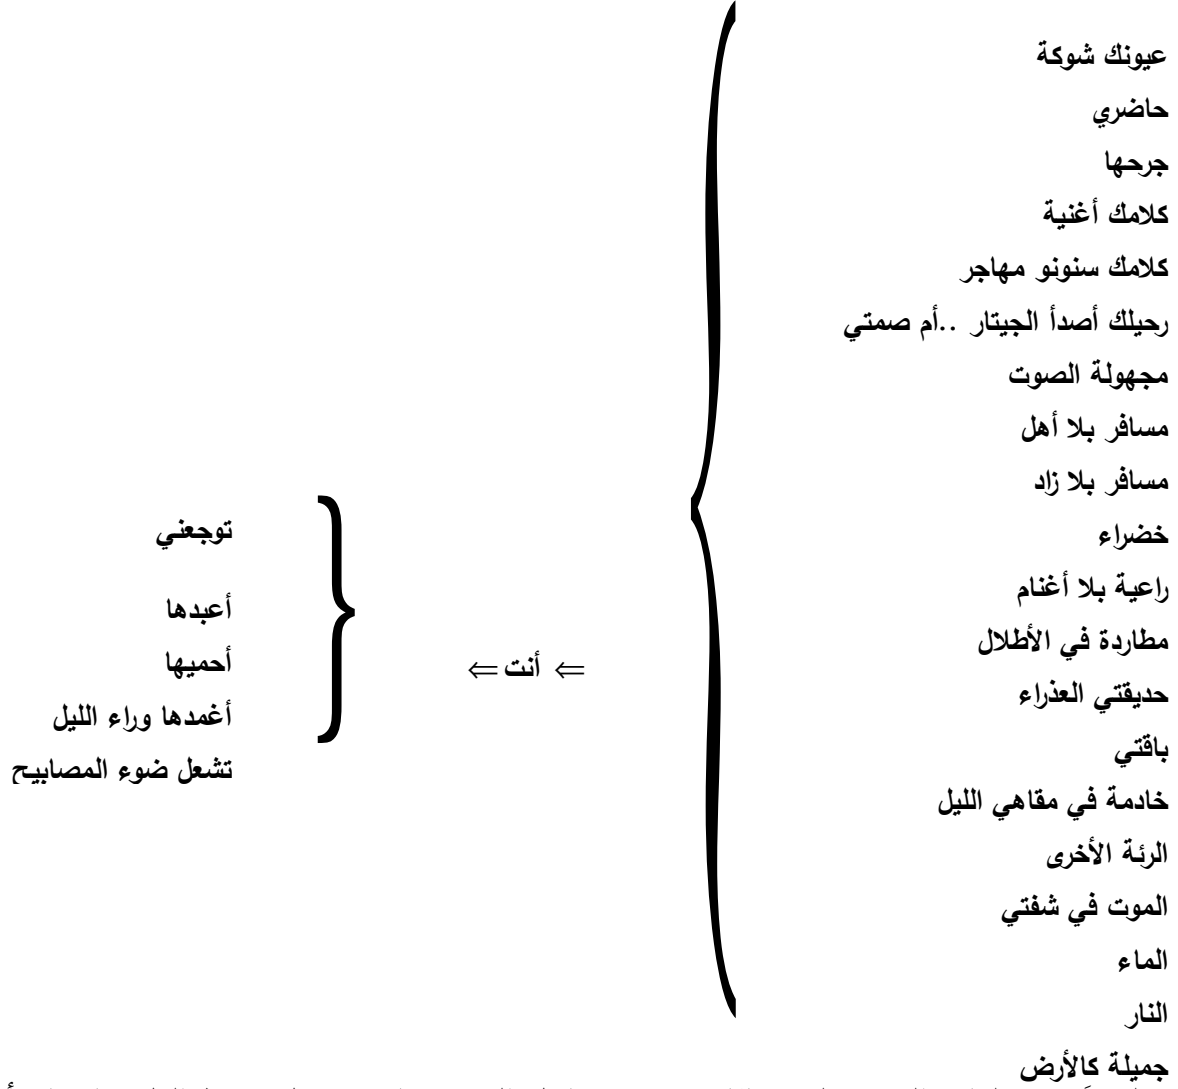 عيونك شوكة
حاضري
جرحها
كلامك أغنية
كلامك سنونو مهاجر
رحيلك أصدأ الجيتار ..أم صمتي
مجهولة الصوت
مسافر بلا أهل
مسافر بلا زاد
خضراء
راعية بلا أغنام
مطاردة في الأطلال
حديقتي العذراء
باقتي
خادمة في مقاهي الليل
الرئة الأخرى
الموت في شفتي
الماء
النار
جميلة كالأرض
⇐ أنت ⇐
توجعني
أعبدها
أحميها
أغمدها وراء الليل
تشعل ضوء المصابيح